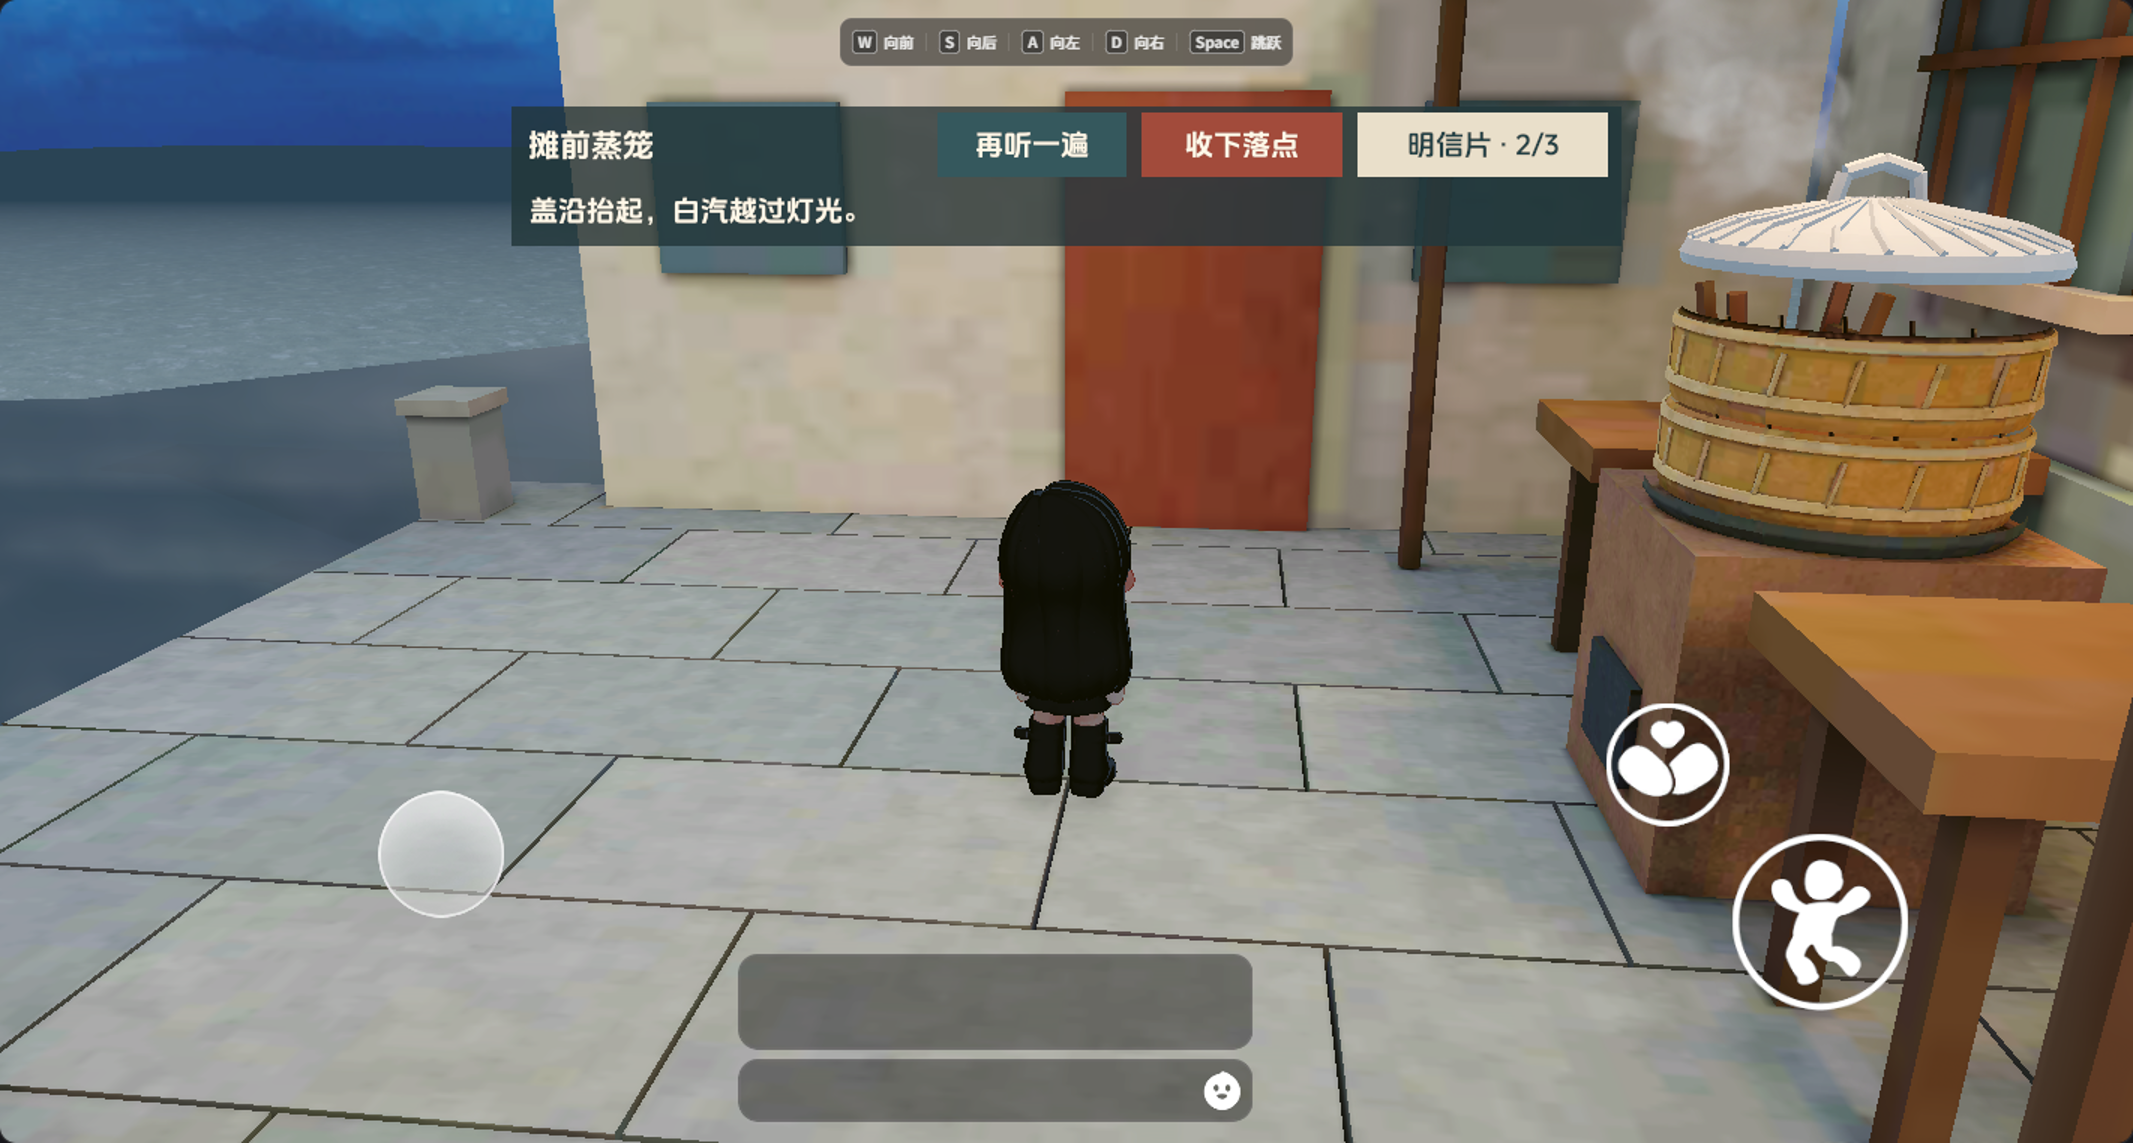 W 向前 S 向后 A 向左 D 向右 Space 跳跃
摊前蒸笼 再听一遍 收下落点 明信片 · 2/3
盖沿抬起，白汽越过灯光。